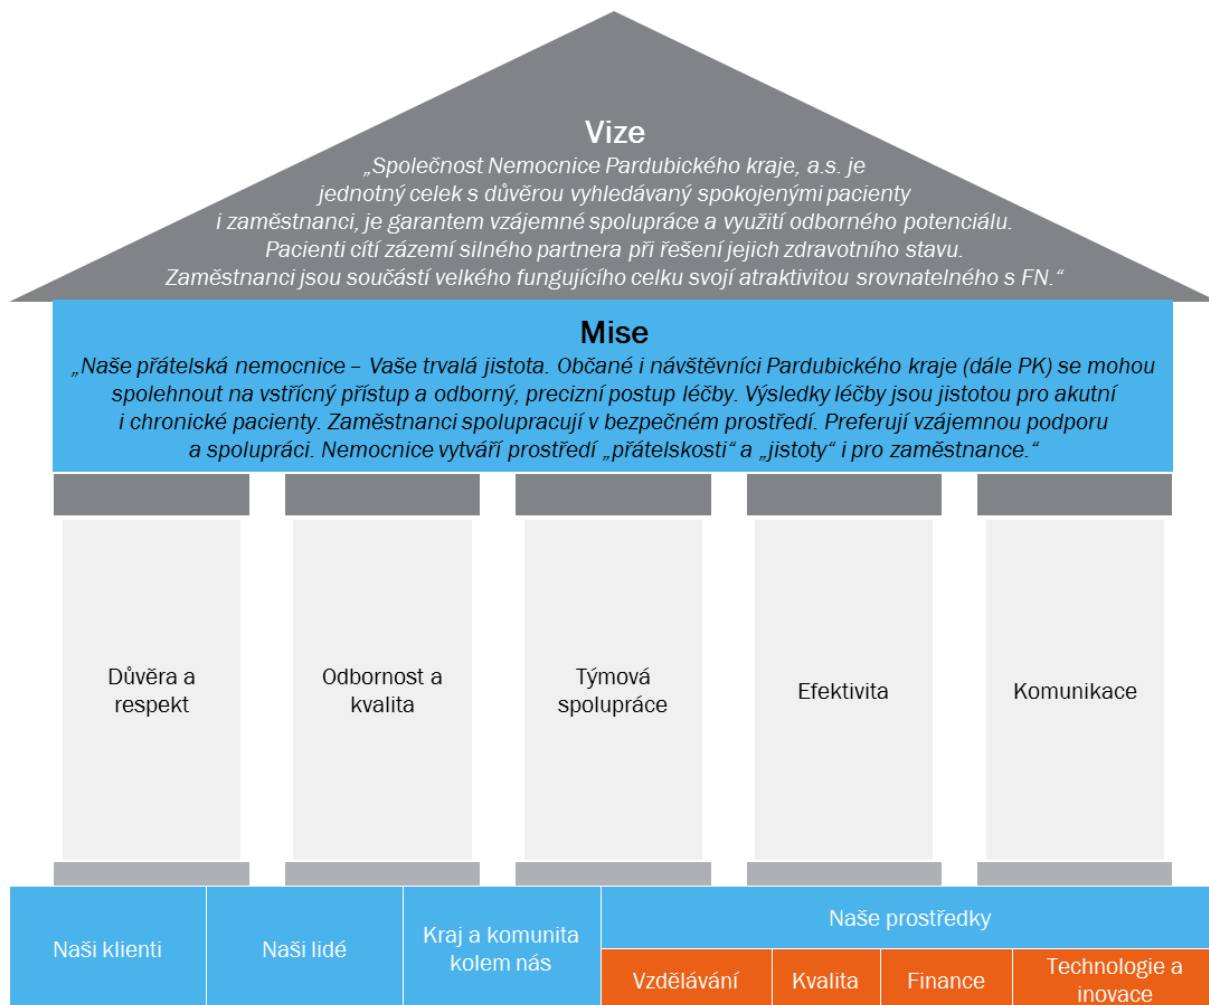 Vize
„Společnost Nemocnice Pardubického kraje, a.s. je
jednotný celek s důvěrou vyhledávaný spokojenými pacienty
i zaměstnanci, je garantem vzájemné spolupráce a využití odborného potenciálu.
Pacienti cítí zázemí silného partnera při řešení jejich zdravotního stavu.
Zaměstnanci jsou součástí velkého fungujícího celku svojí atraktivitou srovnatelného s FN.“
Mise
„Naše přátelská nemocnice – Vaše trvalá jistota. Občané i návštěvníci Pardubického kraje (dále PK) se mohou
spolehnout na vstřícný přístup a odborný, precizní postup léčby. Výsledky léčby jsou jistotou pro akutní
i chronické pacienty. Zaměstnanci spolupracují v bezpečném prostředí. Preferují vzájemnou podporu
a spolupráci. Nemocnice vytváří prostředí „přátelskosti“ a „jistoty“ i pro zaměstnance.“
Důvěra a
respekt
Odbornost a
kvalita
Týmová
spolupráce
Efektivita
Komunikace
Naši klienti
Naši lidé
Kraj a komunita
kolem nás
Naše prostředky
Vzdělávání
Kvalita
Finance
Technologie a
inovace